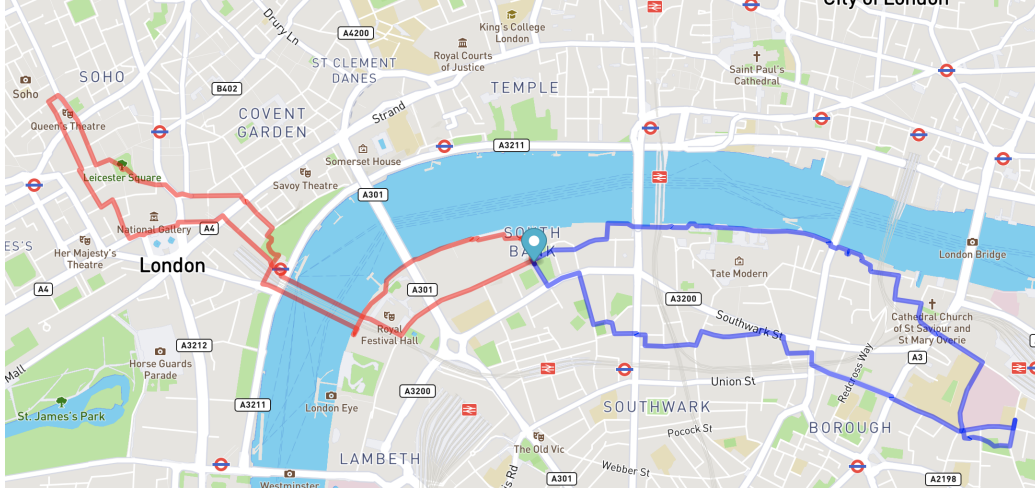 City of London
Drury Ln
King's College
London
A4200
SOHO
Royal Courts
of Justice
ST CLEMENT
DANES
Saint Paul's
Cathedral
Soho
B402
TEMPLE
Queen's Theatre
COVENT
GARDEN
Strand
A3211
Somerset House
Leicester Square
Savoy Theatre
A301
National Gallery
A4
SOUTH
BANK
ES'S
Her Majesty's
Theatre
London
London Bridge
Tate Modern
A4
A301
A3200
Cathedral Church
of St Saviour and
St Mary Overie
Royal
Festival Hall
Southwark St
A3212
A3
Horse Guards
Parade
Redcross Way
Mall
Union St
A3200
St. James's Park
A3211
London Eye
SOUTHWARK
BOROUGH
Pocock St
The Old Vic
LAMBETH
Webber St
is Rd
A301
A2198
Westminster